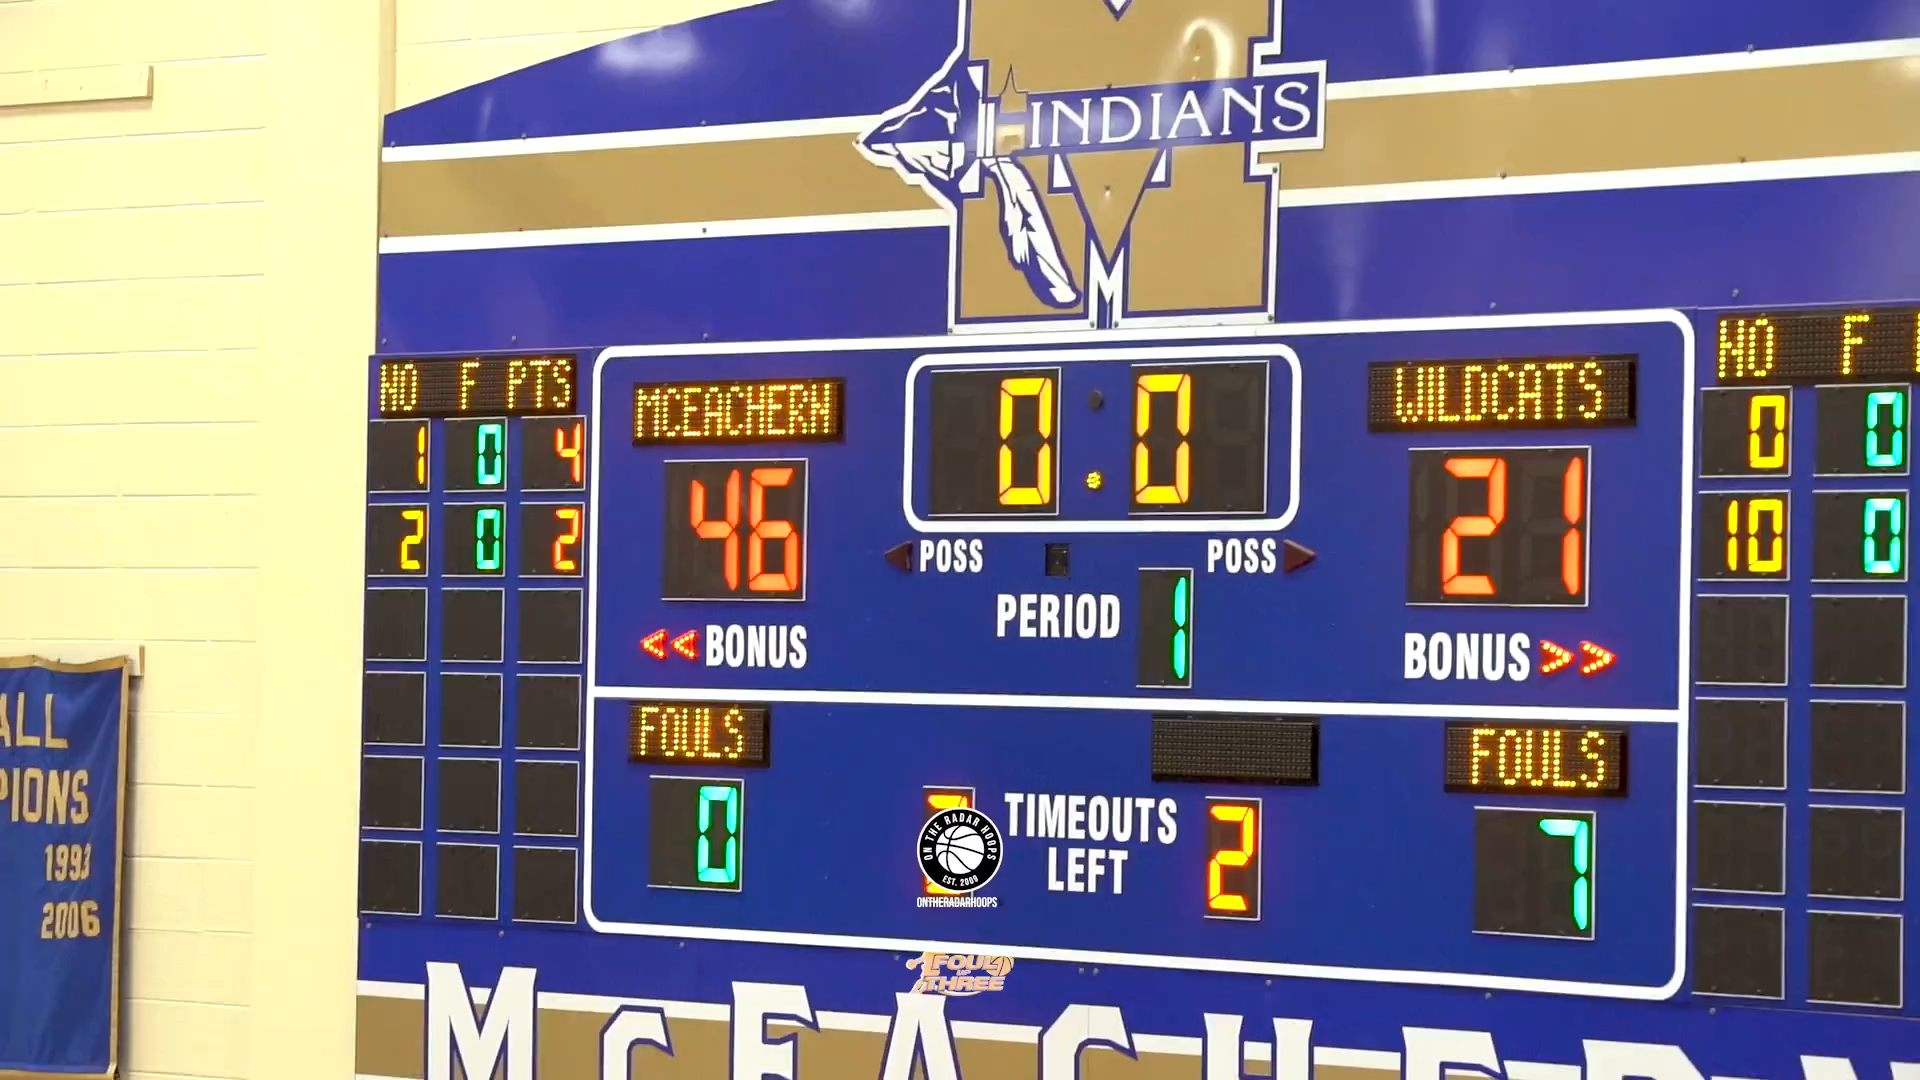 INDIANS
M
NO F PTS
MCEACHERN
0.0
WILDCATS
NO F
1 0 4
46
21
0 0
2 0 2
POSS
POSS
10 0
PERIOD 1
BONUS
BONUS
FOULS
FOULS
ALL
PIONS
1993
2006
0
TIMEOUTS
LEFT
2
7
ON THE RADAR HOOPS
EST. 2009
ONTHERADARHOOPS
FOUL
UP
THREE
MCEACHERN